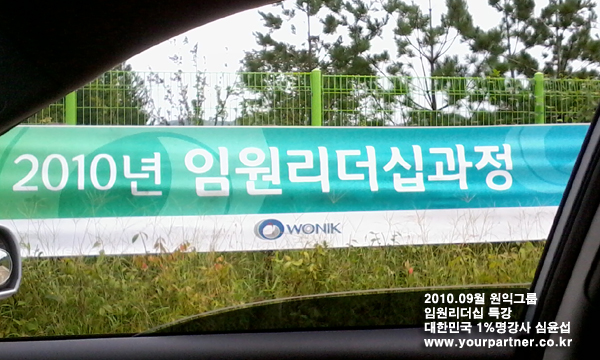 2010년 임원리더십과정
WONIK
2010.09월 원익그룹
임원리더십 특강
대한민국 1%명강사 심윤섭
www.yourpartner.co.kr